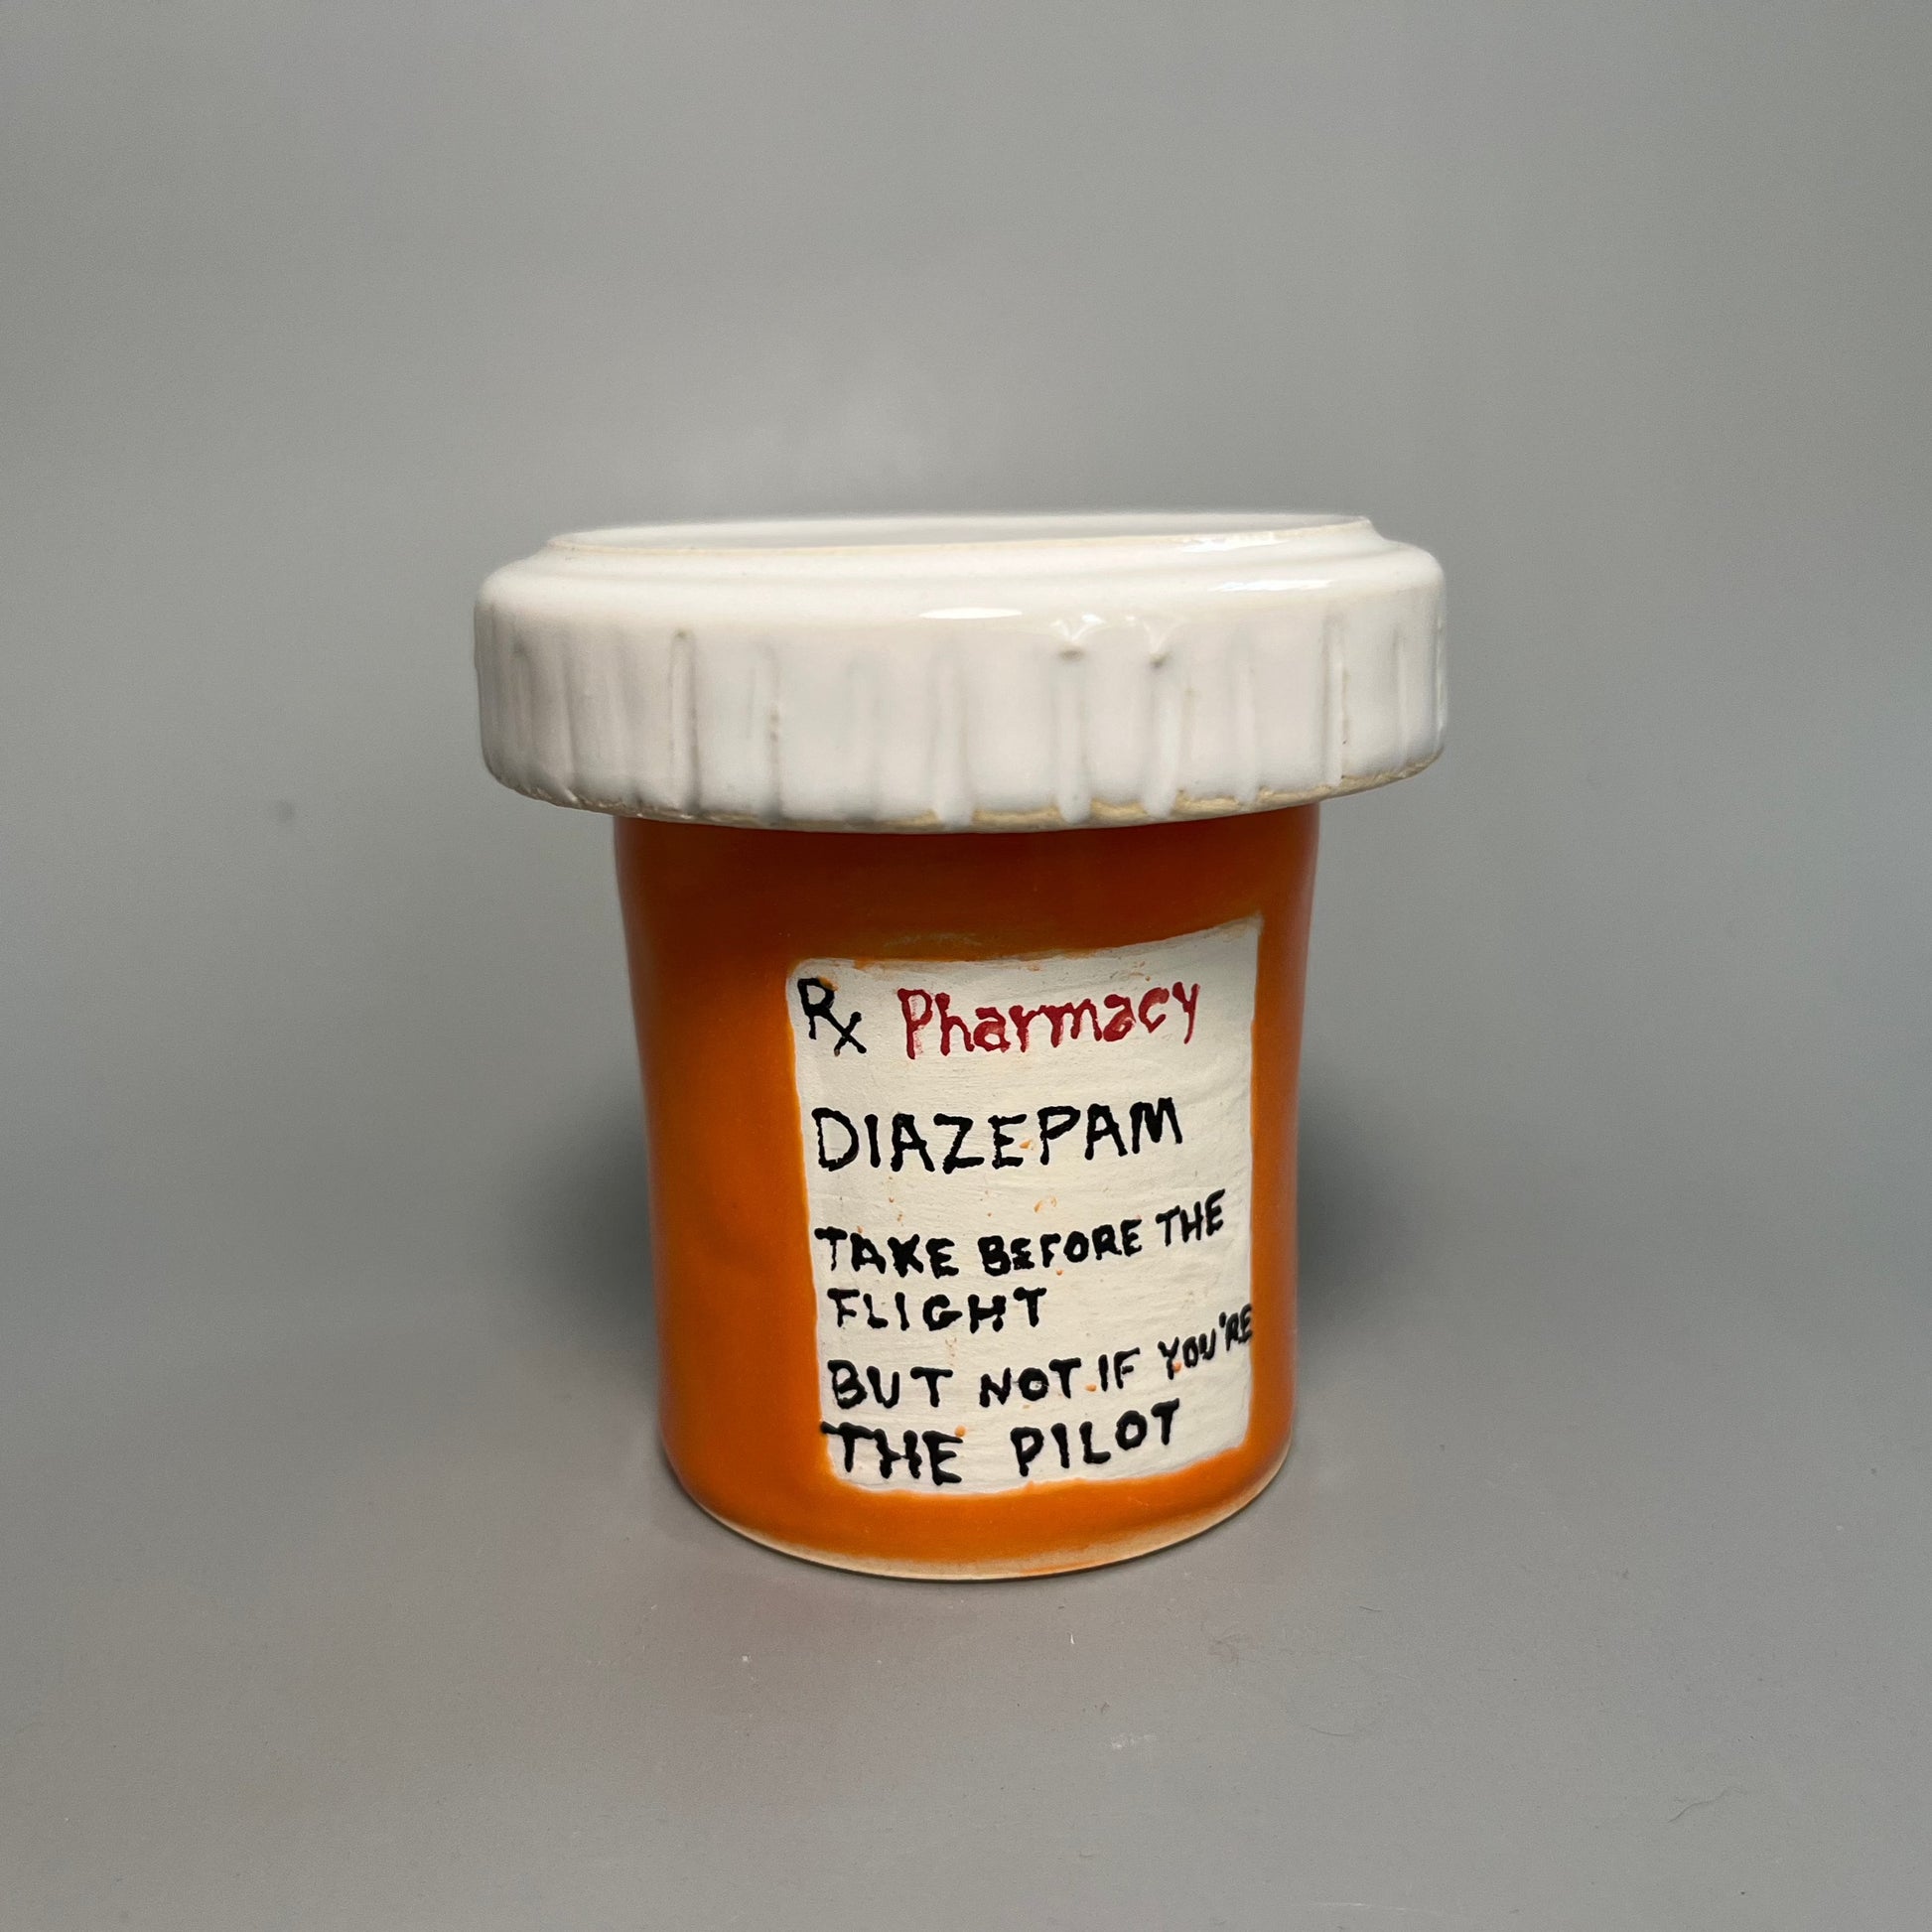 Rx Pharmacy
DIAZEPAM
TAKE BEFORE THE
FLIGHT
BUT NOT IF YOU'RE
THE PILOT